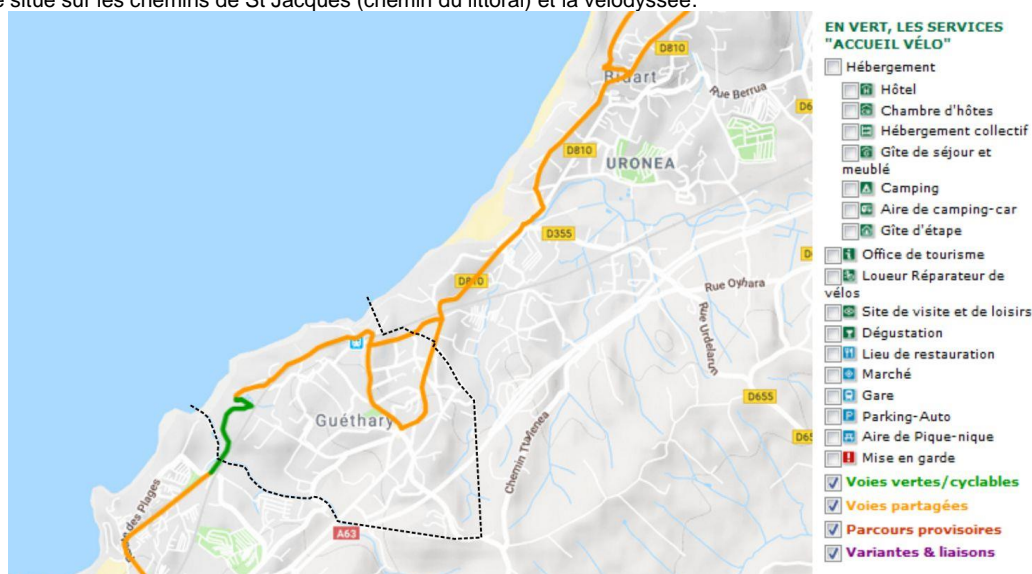 e situé sur les chemins de St Jacques (chemin du littoral) et la vélodyssée.
D810
Bidart
Rue Berrua
D6
D810
URONEA
D355
D
D810
Rue Oyhara
Rue Urdelarun
Guéthary
D655
D65
des Plages
A63
EN VERT, LES SERVICES
"ACCUEIL VÉLO"
Hébergement
Hôtel
Chambre d'hôtes
Hébergement collectif
Gîte de séjour et
meublé
Camping
Aire de camping-car
Gîte d'étape
Office de tourisme
Loueur Réparateur de
vélos
Site de visite et de loisirs
Dégustation
Lieu de restauration
Marché
Gare
Parking-Auto
Aire de Pique-nique
Mise en garde
Voies vertes/cyclables
Voies partagées
Parcours provisoires
Variantes & liaisons